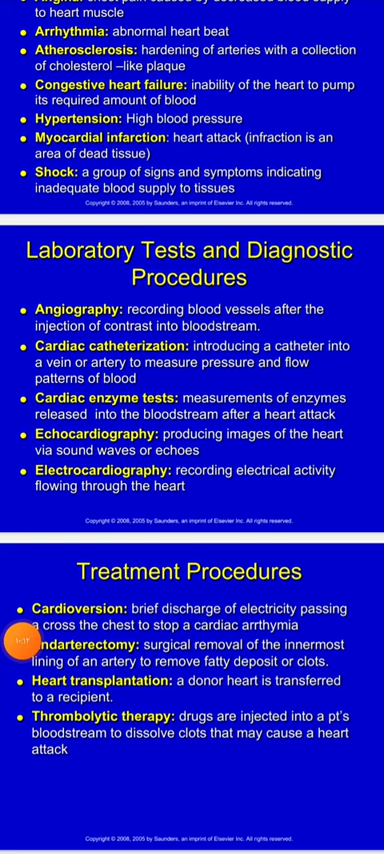 to heart muscle
• Arrhythmia: abnormal heart beat
• Atherosclerosis: hardening of arteries with a collection
of cholesterol –like plaque
• Congestive heart failure: inability of the heart to pump
its required amount of blood
• Hypertension: High blood pressure
• Myocardial infarction: heart attack (infraction is an
area of dead tissue)
• Shock: a group of signs and symptoms indicating
inadequate blood supply to tissues
Copyright © 2008, 2005 by Saunders, an imprint of Elsevier Inc. All rights reserved.
Laboratory Tests and Diagnostic
Procedures
• Angiography: recording blood vessels after the
injection of contrast into bloodstream.
• Cardiac catheterization: introducing a catheter into
a vein or artery to measure pressure and flow
patterns of blood
• Cardiac enzyme tests: measurements of enzymes
released into the bloodstream after a heart attack
• Echocardiography: producing images of the heart
via sound waves or echoes
• Electrocardiography: recording electrical activity
flowing through the heart
Copyright © 2008, 2005 by Saunders, an imprint of Elsevier Inc. All rights reserved.
Treatment Procedures
• Cardioversion: brief discharge of electricity passing
a cross the chest to stop a cardiac arrthymia
ndarterectomy: surgical removal of the innermost
lining of an artery to remove fatty deposit or clots.
• Heart transplantation: a donor heart is transferred
to a recipient.
• Thrombolytic therapy: drugs are injected into a pt's
bloodstream to dissolve clots that may cause a heart
attack
Copyright © 2008, 2005 by Saunders, an imprint of Elsevier Inc. All rights reserved.